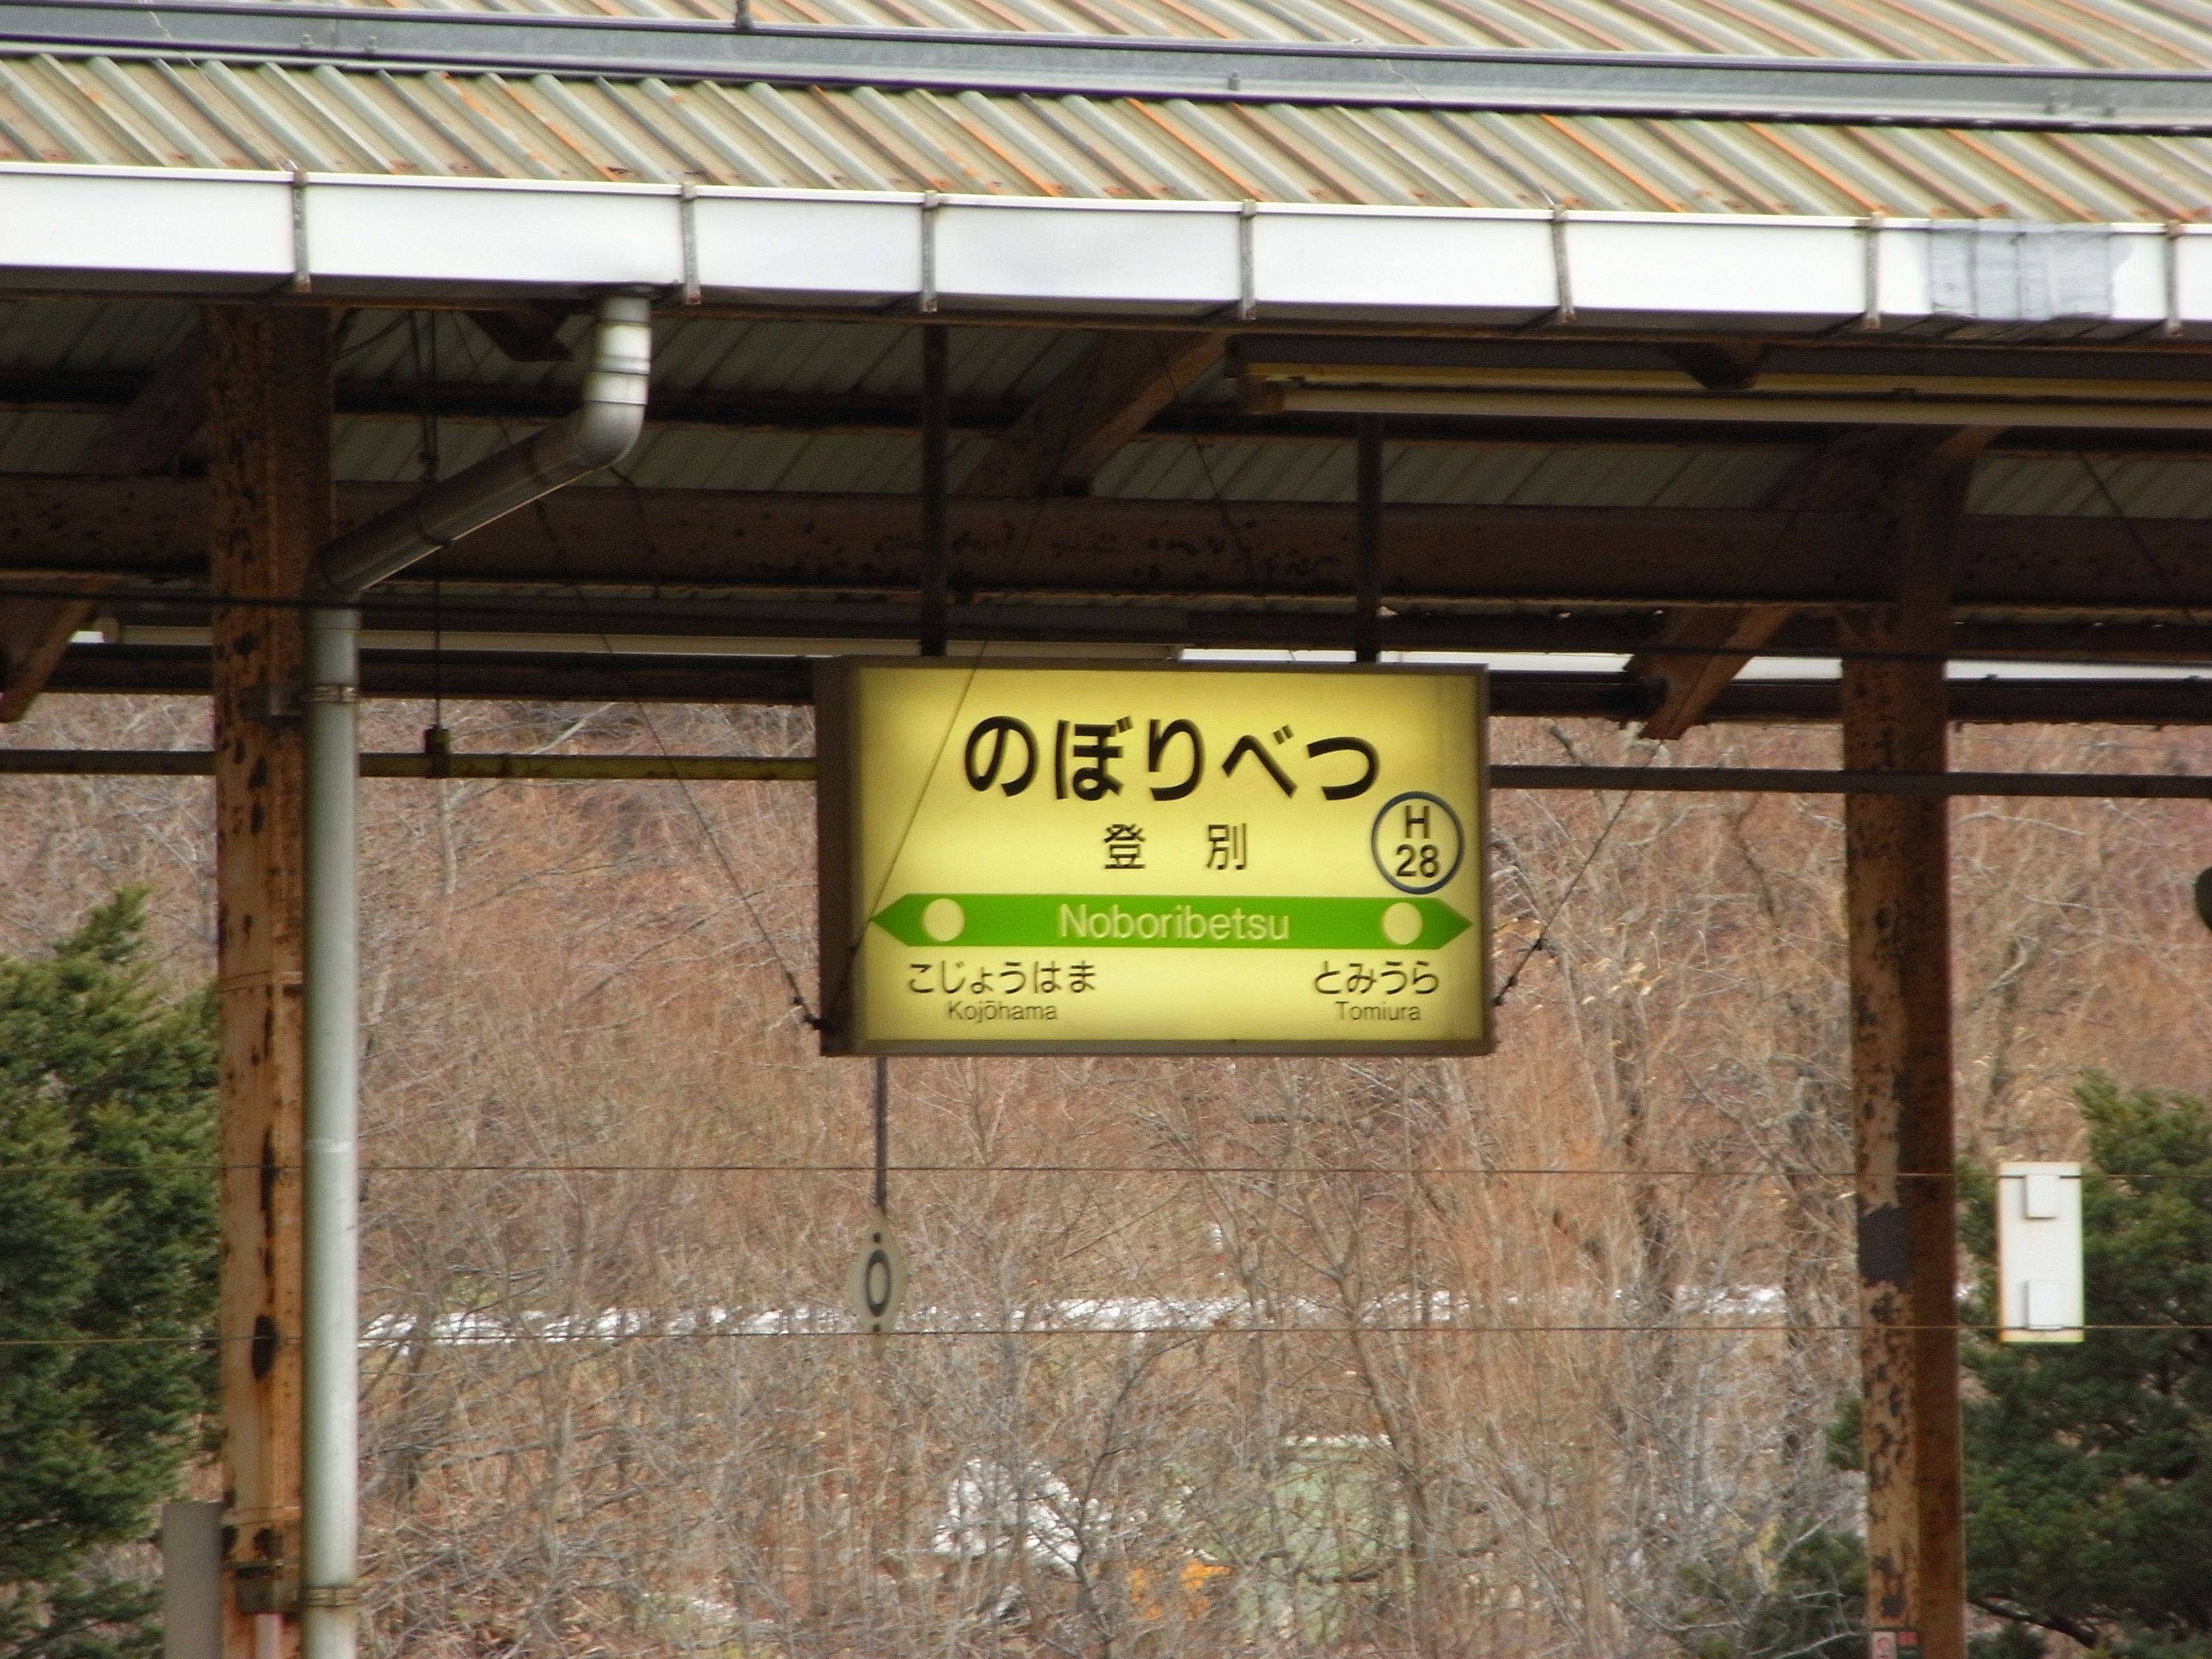 のぼりべつ
登 別
H
28
Noboribetsu
こじょうはま
とみうら
Kojōhama
Tomiura
0